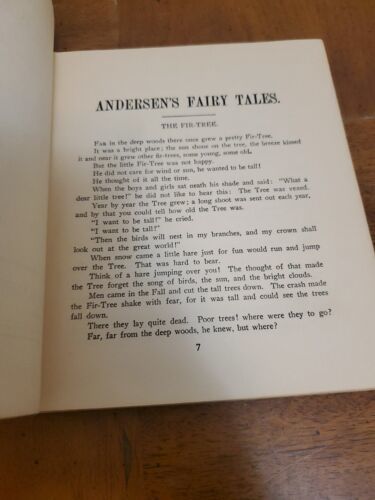 ANDERSEN'S FAIRY TALES.
THE FIR-TREE.
FAR in the deep woods there once grew a pretty Fir-Tree.
It was a bright place; the sun shone on the tree, the breeze kissed
it and near it grew other fir-trees, some young, some old.
But the little Fir-Tree was not happy.
He did not care for wind or sun, he wanted to be tall!
He thought of it all the time.
When the boys and girls sat neath his shade and said: "What a
dear little tree!" he did not like to hear this: The Tree was vexed.
Year by year the Tree grew; a long shoot was sent out each year,
and by that you could tell how old the Tree was.
"I want to be tall!" he cried.
"I want to be tall!"
"Then the birds will nest in my branches, and my crown shall
look out at the great world!"
When snow came a little hare just for fun would run and jump
over the Tree. That was hard to bear.
Think of a hare jumping over you! The thought of that made
the Tree forget the song of birds, the sun, and the bright clouds.
Men came in the Fall and cut the tall trees down. The crash made
the Fir-Tree shake with fear, for it was tall and could see the trees
fall down.
There they lay quite dead. Poor trees! where were they to go?
Far, far from the deep woods, he knew, but where?
7